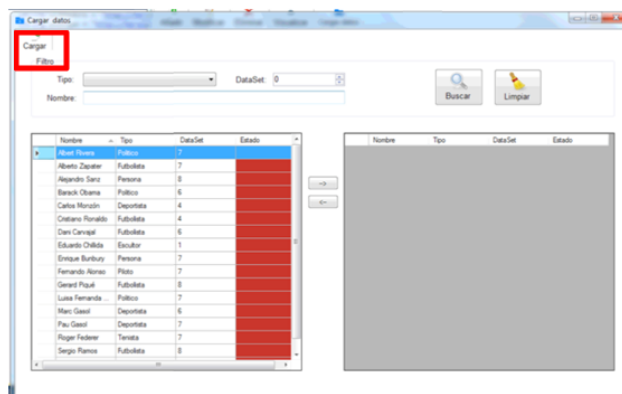 Cargar datos
Cargar
Filtro
Tipo: DataSet: 0
Nombre:
Buscar Limpiar
Nombre Tipo DataSet Estado
Albert Rivera Político 7
Alberto Zapater Futbolista 7
Alejandro Sanz Persona 8
Barack Obama Político 6
Carlos Monzón Deportista 4
Cristiano Ronaldo Futbolista 4
Dani Carvajal Futbolista 6
Eduardo Chillida Escultor 1
Enrique Bunbury Persona 7
Fernando Alonso Piloto 7
Gerard Piqué Futbolista 8
Luisa Fernanda ... Político 7
Marc Gasol Deportista 6
Pau Gasol Deportista 7
Roger Federer Tenista 7
Sergio Ramos Futbolista 8
-->
<--
Nombre Tipo DataSet Estado